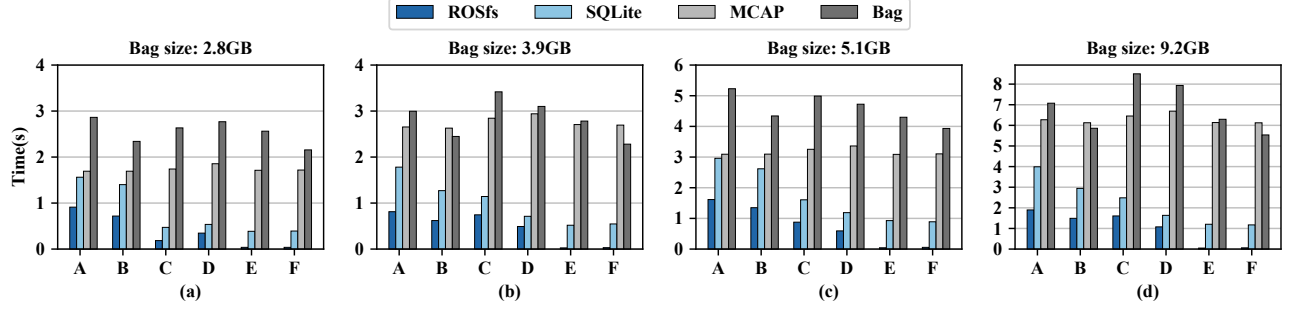 ROSfs SQLite MCAP Bag
Bag size: 2.8GB
Time(s)
4
3
2
1
0
A B C D E F
(a)
Bag size: 3.9GB
4
3
2
1
0
A B C D E F
(b)
Bag size: 5.1GB
6
5
4
3
2
1
0
A B C D E F
(c)
Bag size: 9.2GB
8
7
6
5
4
3
2
1
0
A B C D E F
(d)